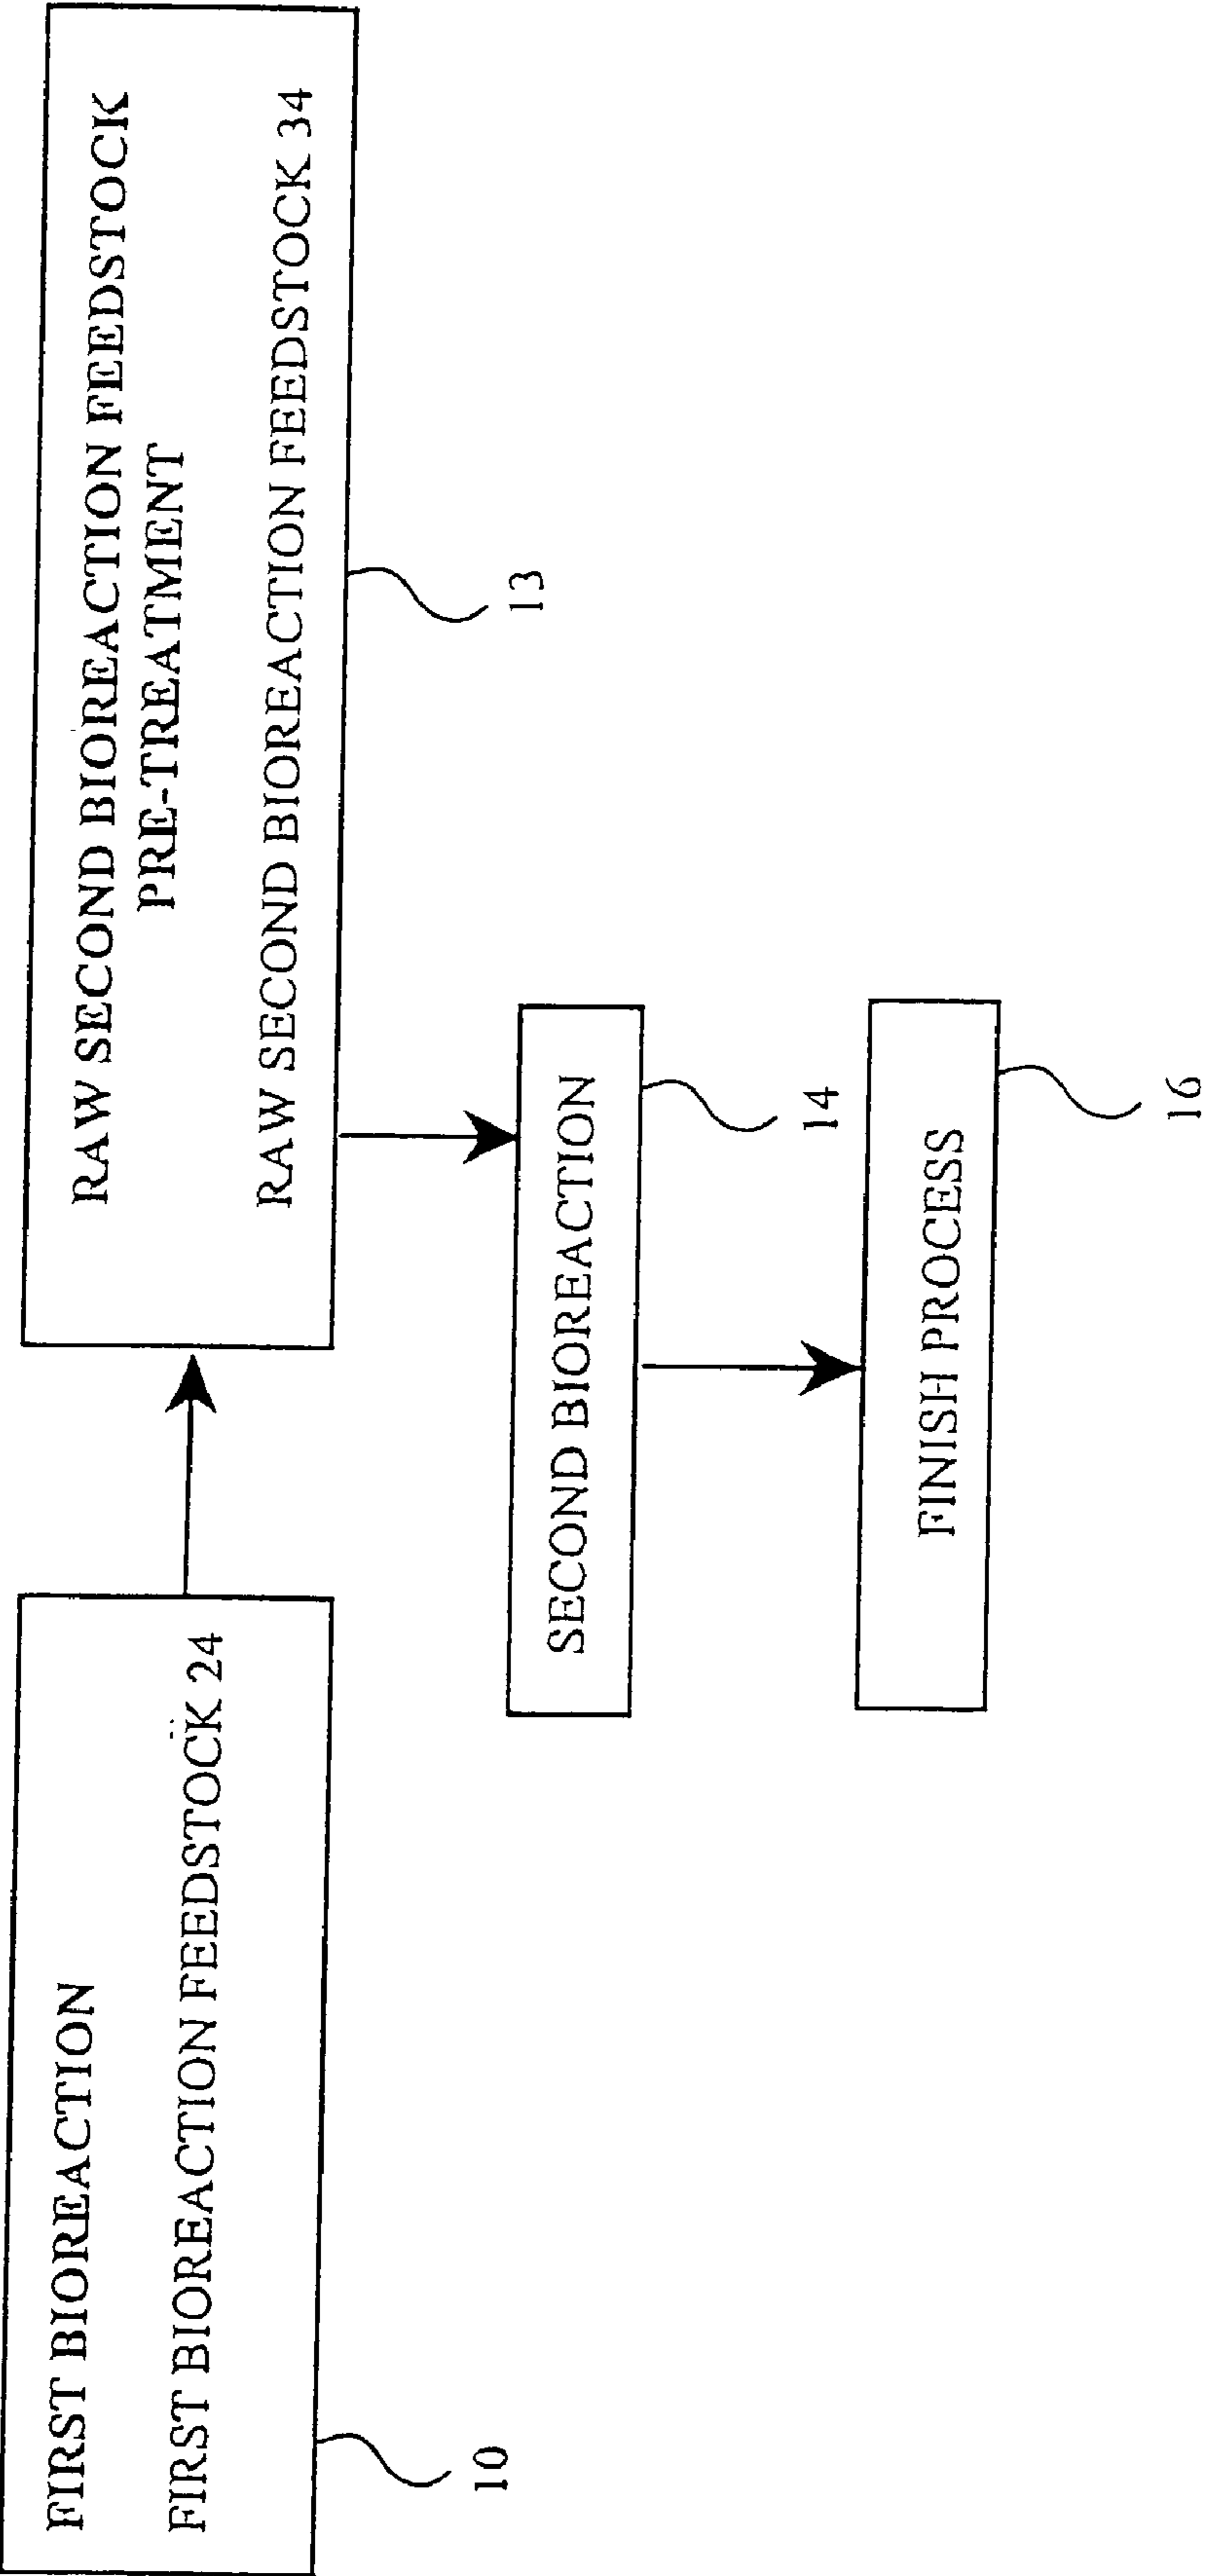 FIRST BIOREACTION
FIRST BIOREACTION FEEDSTOCK 24
10
RAW SECOND BIOREACTION FEEDSTOCK
PRE-TREATMENT
RAW SECOND BIOREACTION FEEDSTOCK 34
13
SECOND BIOREACTION
14
FINISH PROCESS
16